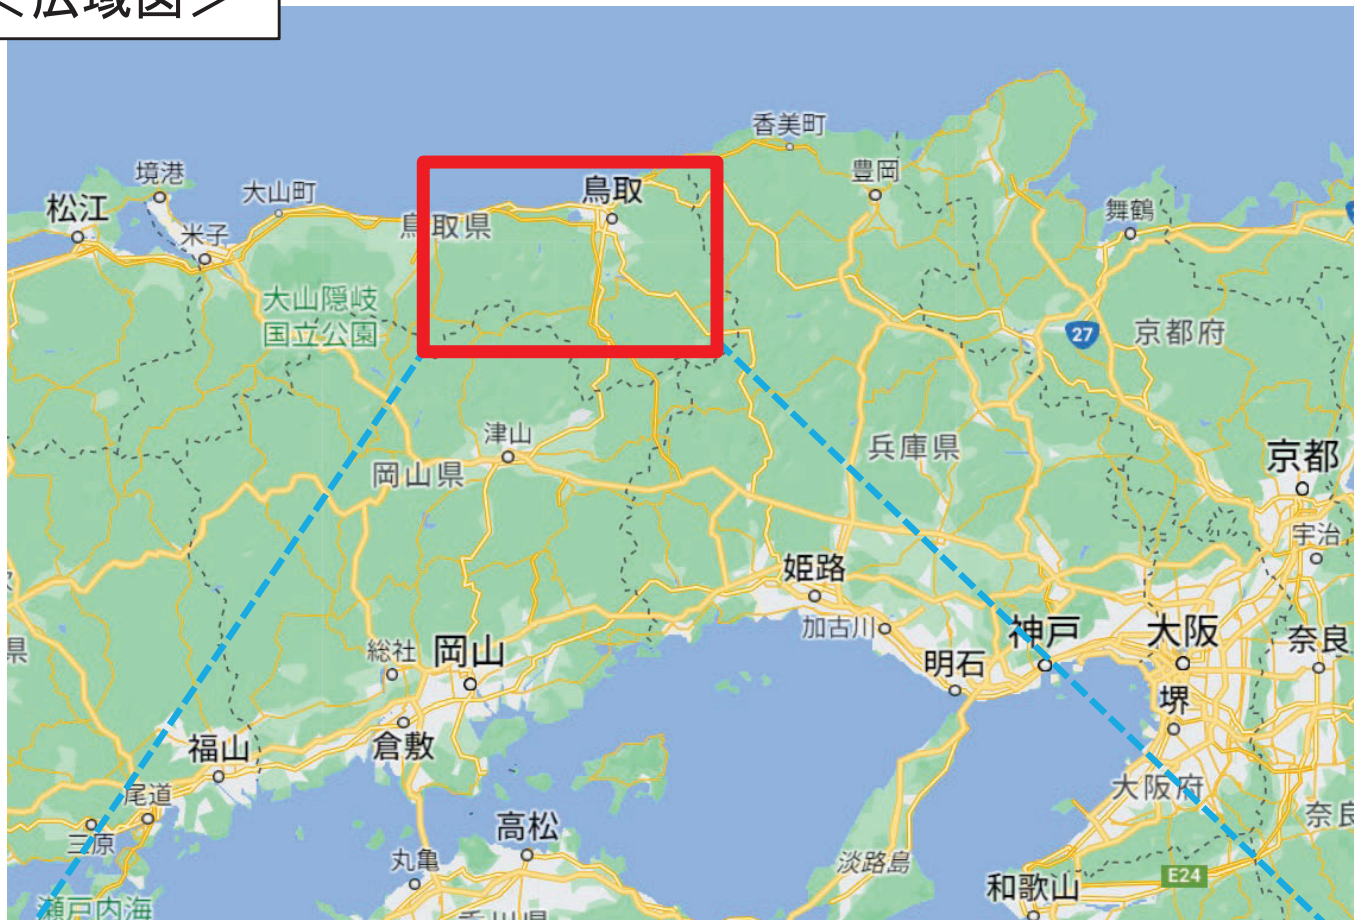 ＜広域図＞
香美町
境港
大山町
鳥取
豊岡
松江
米子
鳥取県
舞鶴
大山隠岐
国立公園
27
京都府
津山
岡山県
兵庫県
京都
宇治
姫路
加古川
神戸
大阪
奈良
県
総社
岡山
明石
堺
福山
倉敷
尾道
大阪府
奈良
三原
高松
丸亀
淡路島
E24
和歌山
瀬戸内海
香川県